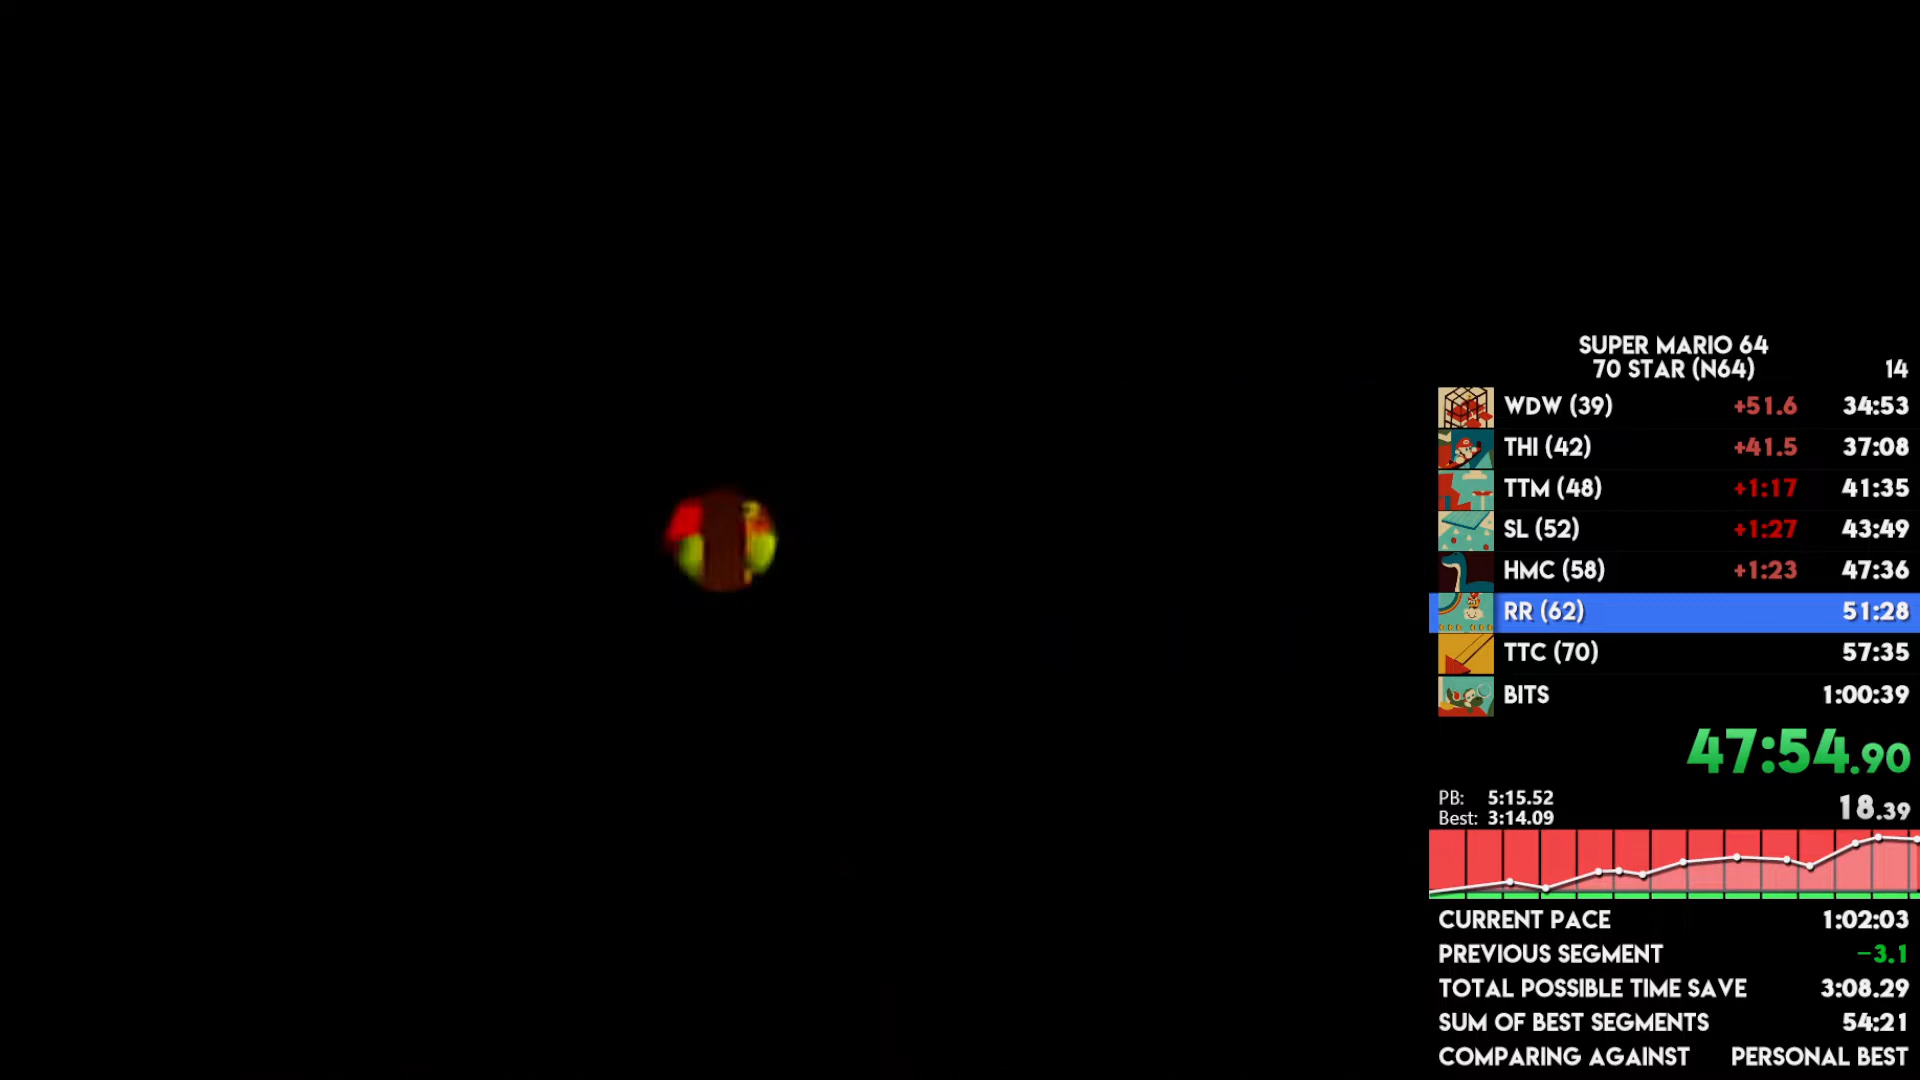 SUPER MARIO 64
70 STAR (N64) 14
WDW (39) +51.6 34:53
THI (42) +41.5 37:08
TTM (48) +1:17 41:35
SL (52) +1:27 43:49
HMC (58) +1:23 47:36
RR (62) 51:28
TTC (70) 57:35
BITS 1:00:39
47:54.90
PB: 5:15.52
Best: 3:14.09
18.39
CURRENT PACE 1:02:03
PREVIOUS SEGMENT -3.1
TOTAL POSSIBLE TIME SAVE 3:08.29
SUM OF BEST SEGMENTS 54:21
COMPARING AGAINST PERSONAL BEST